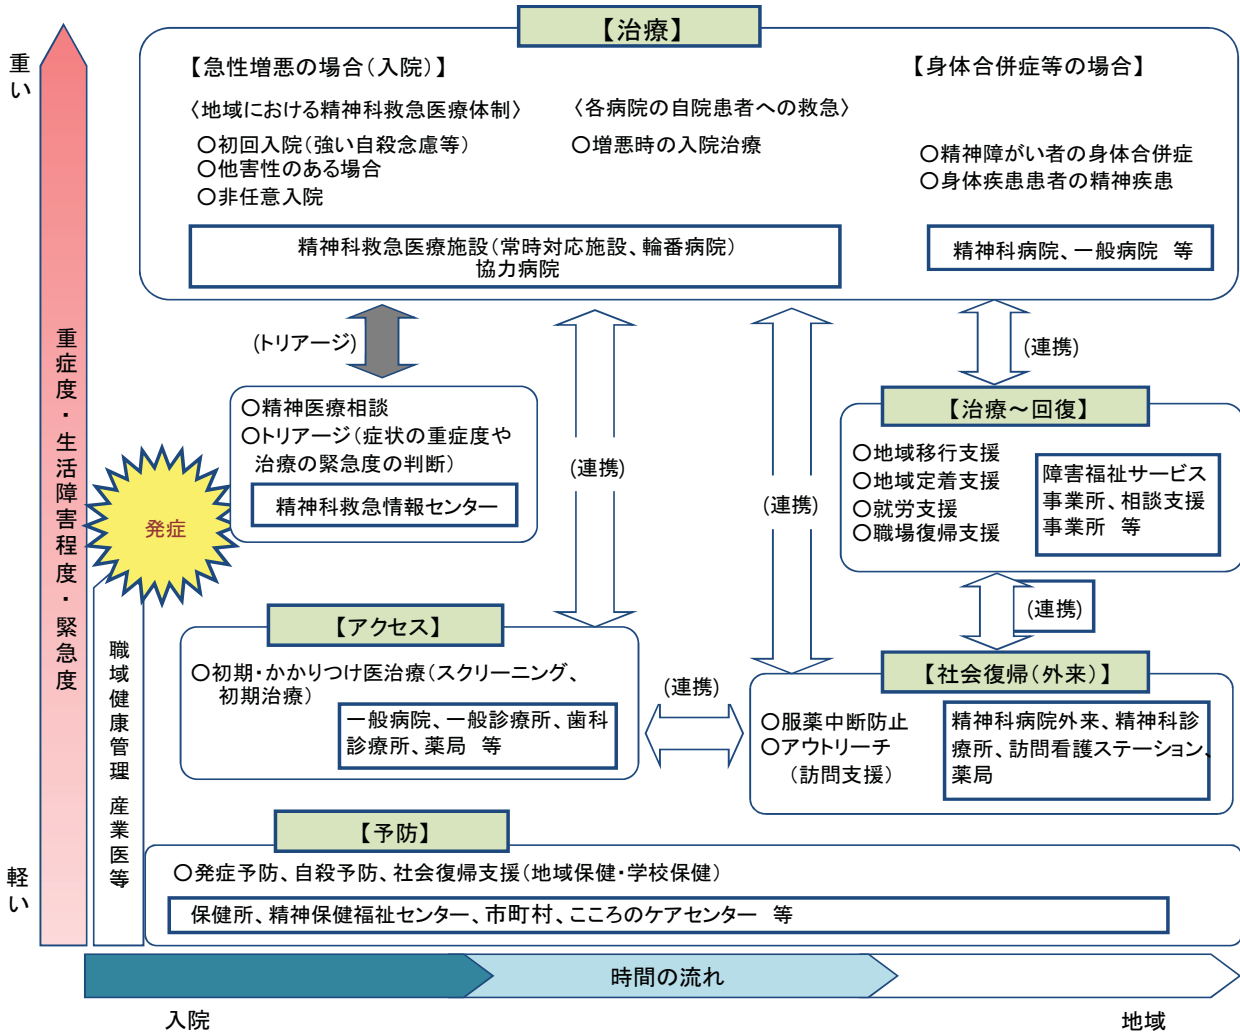 【治療】
重い
【急性増悪の場合(入院)】
【身体合併症等の場合】
〈地域における精神科救急医療体制〉
〈各病院の自院患者への救急〉
○初回入院(強い自殺念慮等)
○他害性のある場合
○非任意入院
○増悪時の入院治療
○精神障がい者の身体合併症
○身体疾患患者の精神疾患
精神科救急医療施設(常時対応施設、輪番病院)
協力病院
精神科病院、一般病院 等
重症度・生活障害程度・緊急度
(トリアージ)
(連携)
(連携)
(連携)
○精神医療相談
○トリアージ(症状の重症度や
治療の緊急度の判断)
精神科救急情報センター
発症
【治療～回復】
○地域移行支援
○地域定着支援
○就労支援
○職場復帰支援
障害福祉サービス
事業所、相談支援
事業所 等
(連携)
【アクセス】
○初期・かかりつけ医治療(スクリーニング、
初期治療)
一般病院、一般診療所、歯科
診療所、薬局 等
(連携)
【社会復帰(外来)】
○服薬中断防止
○アウトリーチ
(訪問支援)
精神科病院外来、精神科診
療所、訪問看護ステーション、
薬局
職域健康管理 産業医等
【予防】
○発症予防、自殺予防、社会復帰支援(地域保健・学校保健)
保健所、精神保健福祉センター、市町村、こころのケアセンター 等
軽い
時間の流れ
入院
地域